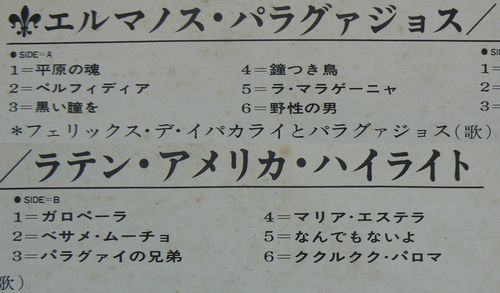 エルマノス・パラグァジョス／
●SIDE=A
1=平原の魂
2=ペルフィディア
3=黒い瞳を
4=鐘つき鳥
5=ラ・マラゲーニャ
6=野性の男
●SI
1=
2=
3=
*フェリックス・デ・イパカライとパラグァジョス(歌)
／ラテン・アメリカ・ハイライト
●SIDE=B
1=ガロペーラ
2=ベサメ・ムーチョ
3=パラグァイの兄弟
4=マリア・エステラ
5=なんでもないよ
6=ククルクク・パロマ
歌)